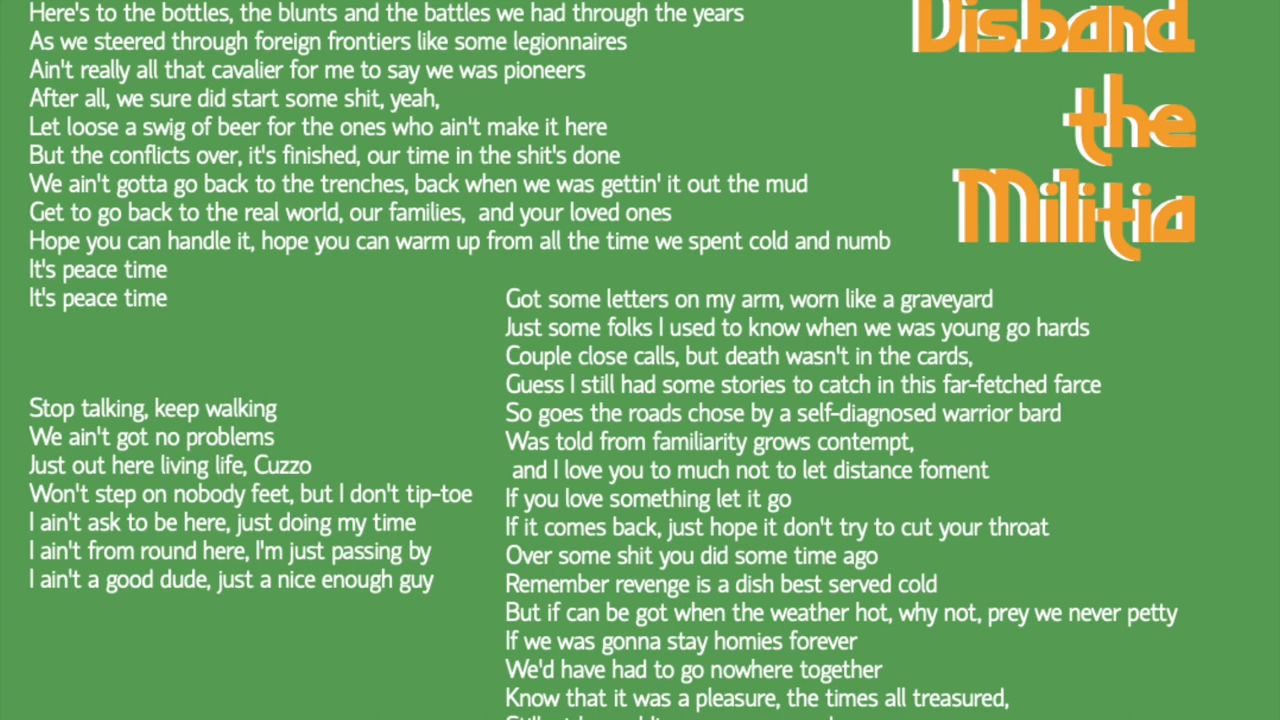 Here's to the bottles, the blunts and the battles we had through the years
As we steered through foreign frontiers like some legionnaires
Ain't really all that cavalier for me to say we was pioneers
After all, we sure did start some shit, yeah,
Let loose a swig of beer for the ones who ain't make it here
But the conflicts over, it's finished, our time in the shit's done
We ain't gotta go back to the trenches, back when we was gettin' it out the mud
Get to go back to the real world, our families,  and your loved ones
Hope you can handle it, hope you can warm up from all the time we spent cold and numb
It's peace time
It's peace time
Disband
the
Militia
Stop talking, keep walking
We ain't got no problems
Just out here living life, Cuzzo
Won't step on nobody feet, but I don't tip-toe
I ain't ask to be here, just doing my time
I ain't from round here, I'm just passing by
I ain't a good dude, just a nice enough guy
Got some letters on my arm, worn like a graveyard
Just some folks I used to know when we was young go hards
Couple close calls, but death wasn't in the cards,
Guess I still had some stories to catch in this far-fetched farce
So goes the roads chose by a self-diagnosed warrior bard
Was told from familiarity grows contempt,
and I love you to much not to let distance foment
If you love something let it go
If it comes back, just hope it don't try to cut your throat
Over some shit you did some time ago
Remember revenge is a dish best served cold
But if can be got when the weather hot, why not, prey we never petty
If we was gonna stay homies forever
We'd have had to go nowhere together
Know that it was a pleasure, the times all treasured,